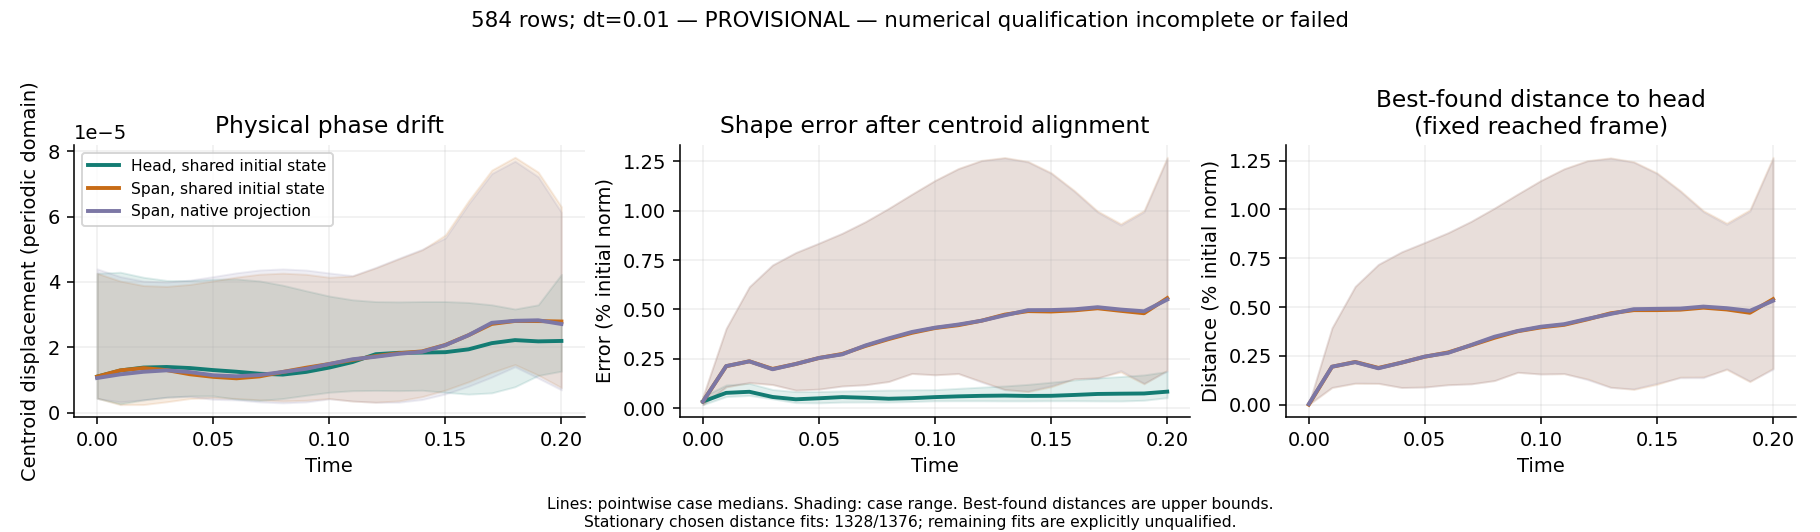 584 rows; dt=0.01 — PROVISIONAL — numerical qualification incomplete or failed
Physical phase drift
1e−5
Centroid displacement (periodic domain)
8
6
4
2
0
Head, shared initial state
Span, shared initial state
Span, native projection
0.00 0.05 0.10 0.15 0.20
Time
Shape error after centroid alignment
Error (% initial norm)
1.25
1.00
0.75
0.50
0.25
0.00
0.00 0.05 0.10 0.15 0.20
Time
Best-found distance to head
(fixed reached frame)
Distance (% initial norm)
1.25
1.00
0.75
0.50
0.25
0.00
0.00 0.05 0.10 0.15 0.20
Time
Lines: pointwise case medians. Shading: case range. Best-found distances are upper bounds.
Stationary chosen distance fits: 1328/1376; remaining fits are explicitly unqualified.